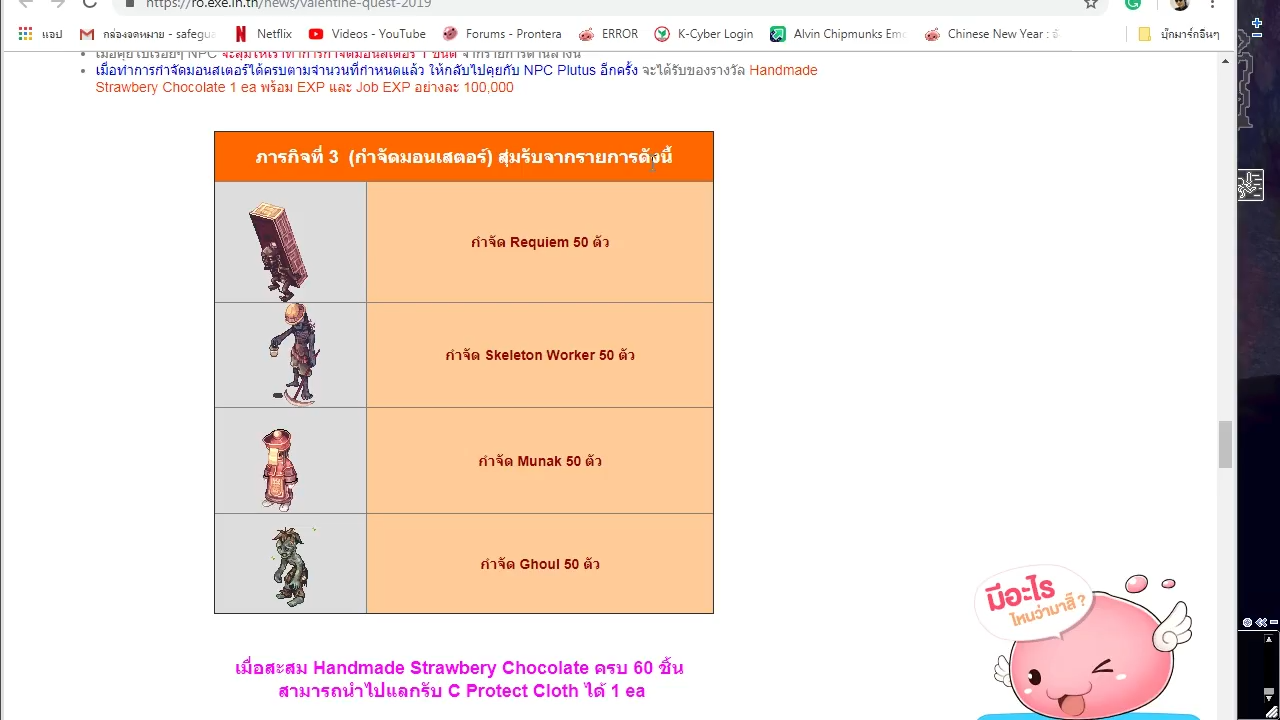 https://ro.exe.in.th/news/valentine-quest-2019
แอป กล่องจดหมาย - safegua Netflix Videos - YouTube Forums - Prontera ERROR K-Cyber Login Alvin Chipmunks Emo Chinese New Year : บุ๊กมาร์กอื่นๆ
เมื่อทำการกำจัดมอนสเตอร์ได้ครบตามจำนวนที่กำหนดแล้ว ให้กลับไปคุยกับ NPC Plutus อีกครั้ง จะได้รับของรางวัล Handmade
Strawbery Chocolate 1 ea พร้อม EXP และ Job EXP อย่างละ 100,000
ภารกิจที่ 3 (กำจัดมอนเสตอร์) สุ่มรับจากรายการดังนี้
กำจัด Requiem 50 ตัว
กำจัด Skeleton Worker 50 ตัว
กำจัด Munak 50 ตัว
กำจัด Ghoul 50 ตัว
เมื่อสะสม Handmade Strawbery Chocolate ครบ 60 ชิ้น
สามารถนำไปแลกรับ C Protect Cloth ได้ 1 ea
มีอะไร
ไหนว่ามาสิ๊ ?